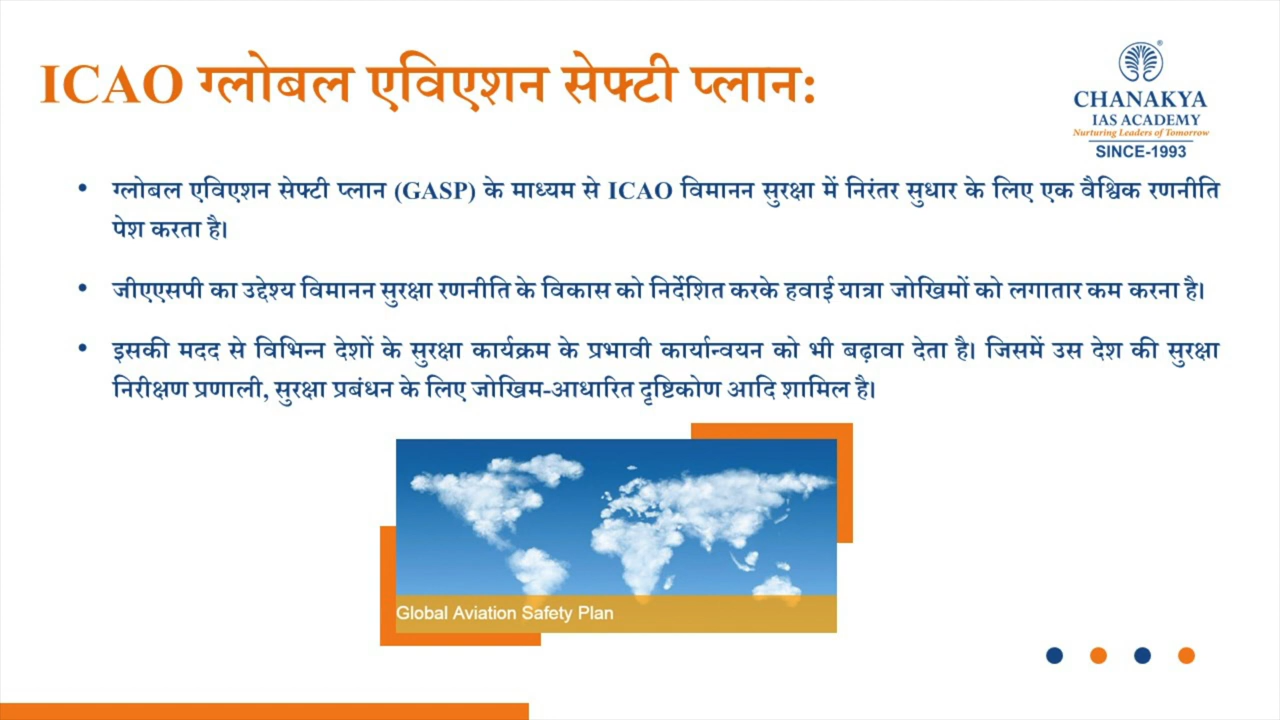 ICAO ग्लोबल एविएशन सेफ्टी प्लान:
®
CHANAKYA
IAS ACADEMY
Nurturing Leaders of Tomorrow
SINCE-1993
• ग्लोबल एविएशन सेफ्टी प्लान (GASP) के माध्यम से ICAO विमानन सुरक्षा में निरंतर सुधार के लिए एक वैश्विक रणनीति
पेश करता है।
• जीएएसपी का उद्देश्य विमानन सुरक्षा रणनीति के विकास को निर्देशित करके हवाई यात्रा जोखिमों को लगातार कम करना है।
• इसकी मदद से विभिन्न देशों के सुरक्षा कार्यक्रम के प्रभावी कार्यान्वयन को भी बढ़ावा देता है। जिसमें उस देश की सुरक्षा
निरीक्षण प्रणाली, सुरक्षा प्रबंधन के लिए जोखिम-आधारित दृष्टिकोण आदि शामिल है।
Global Aviation Safety Plan